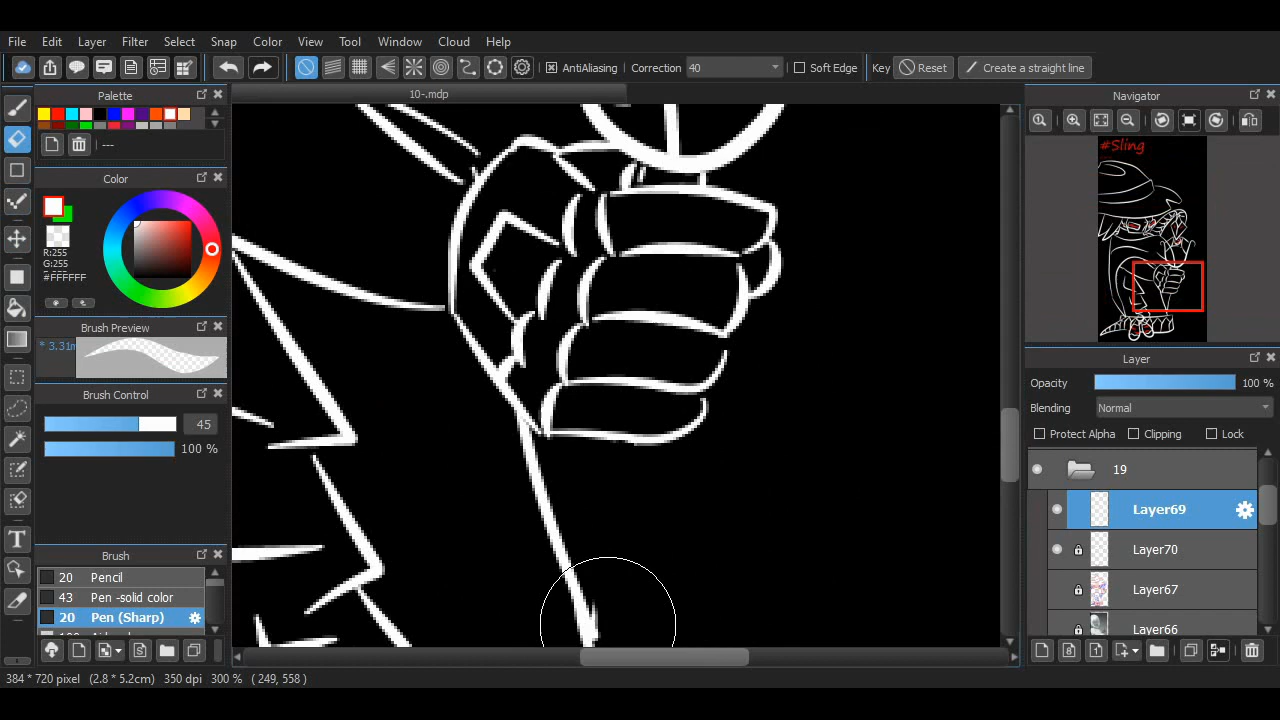 File Edit Layer Filter Select Snap Color View Tool Window Cloud Help
AntiAliasing Correction 40 Soft Edge Key Reset Create a straight line
Palette
10-.mdp
Navigator
---
#Sling
Color
R:255
G:255
B:255
#FFFFFF
Brush Preview
* 3.31m
Layer
Opacity 100 %
Brush Control
Blending Normal
45
Protect Alpha Clipping Lock
100 %
19
Layer69
Layer70
Brush
20 Pencil
Layer67
43 Pen -solid color
20 Pen (Sharp)
Layer66
T
384 * 720 pixel (2.8 * 5.2cm) 350 dpi 300 % ( 249, 558 )